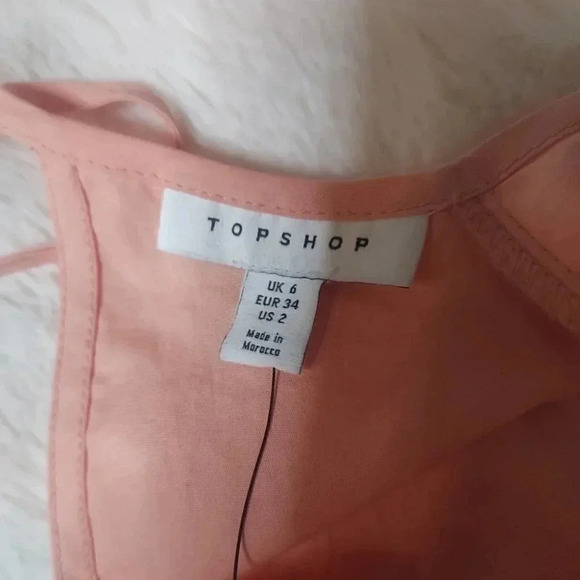 TOPSHOP
UK 6
EUR 34
US 2
Made in
Morocco